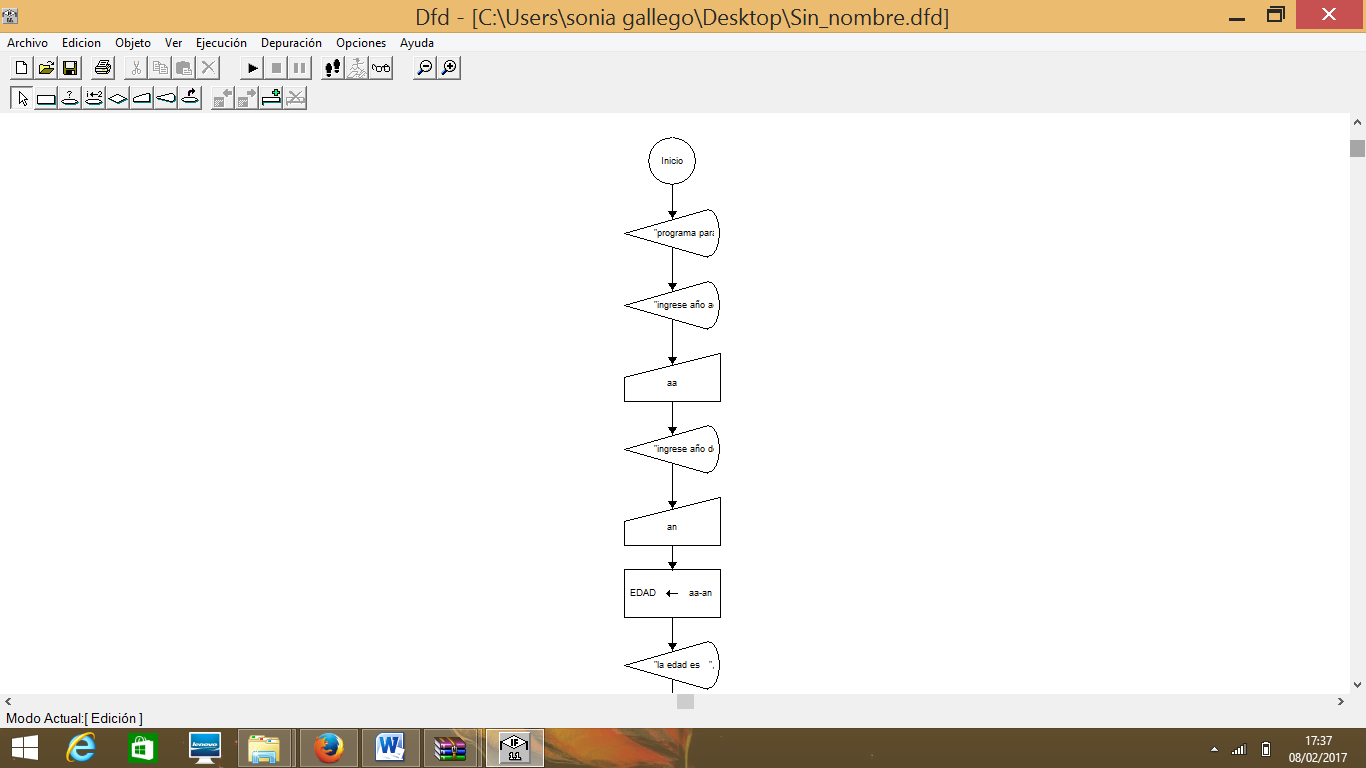 Dfd - [C:\Users\sonia gallego\Desktop\Sin_nombre.dfd]
Archivo Edicion Objeto Ver Ejecución Depuración Opciones Ayuda
Inicio
"programa para
"ingrese año a
aa
"ingrese año de
an
EDAD ← aa-an
"la edad es ",
Modo Actual:[ Edición ]
17:37
08/02/2017